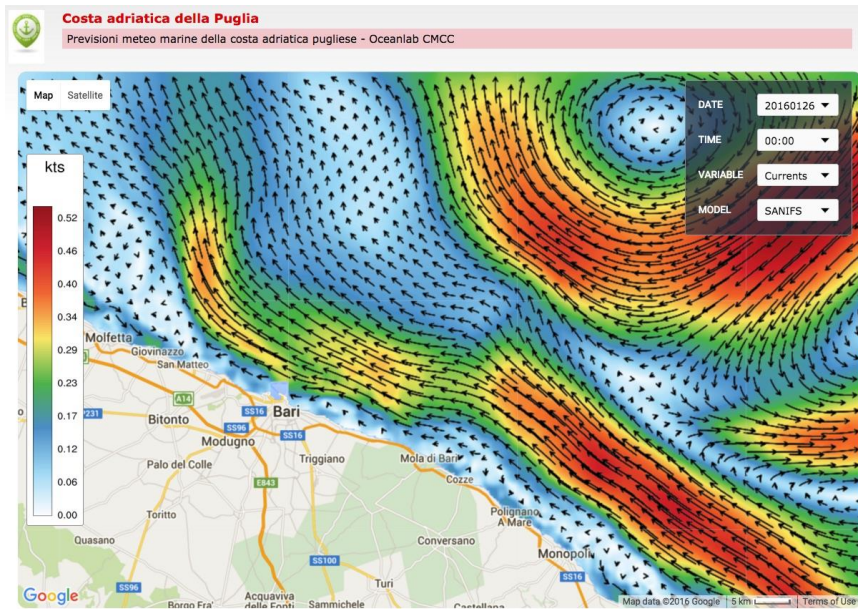 Costa adriatica della Puglia
Previsioni meteo marine della costa adriatica pugliese - Oceanlab CMCC
Map Satellite
DATE 20160126
TIME 00:00
VARIABLE Currents
MODEL SANIFS
kts
0.52
0.46
0.40
0.34
0.29
0.23
0.17
0.12
0.06
0.00
Molfetta
Giovinazzo
San Matteo
A14
SS16
Bari
P231
Bitonto
SS96
SS16
Modugno
Palo del Colle
Triggiano
Mola di Bari
Cozze
E843
Toritto
Polignano
A Mare
Quasano
Conversano
Monopoli
SS100
Turi
SS16
SS96
Acquaviva
delle Fonti
Sammichele
Castellana
Borgo Fra'
Google
Map data ©2016 Google 5 km Terms of Use